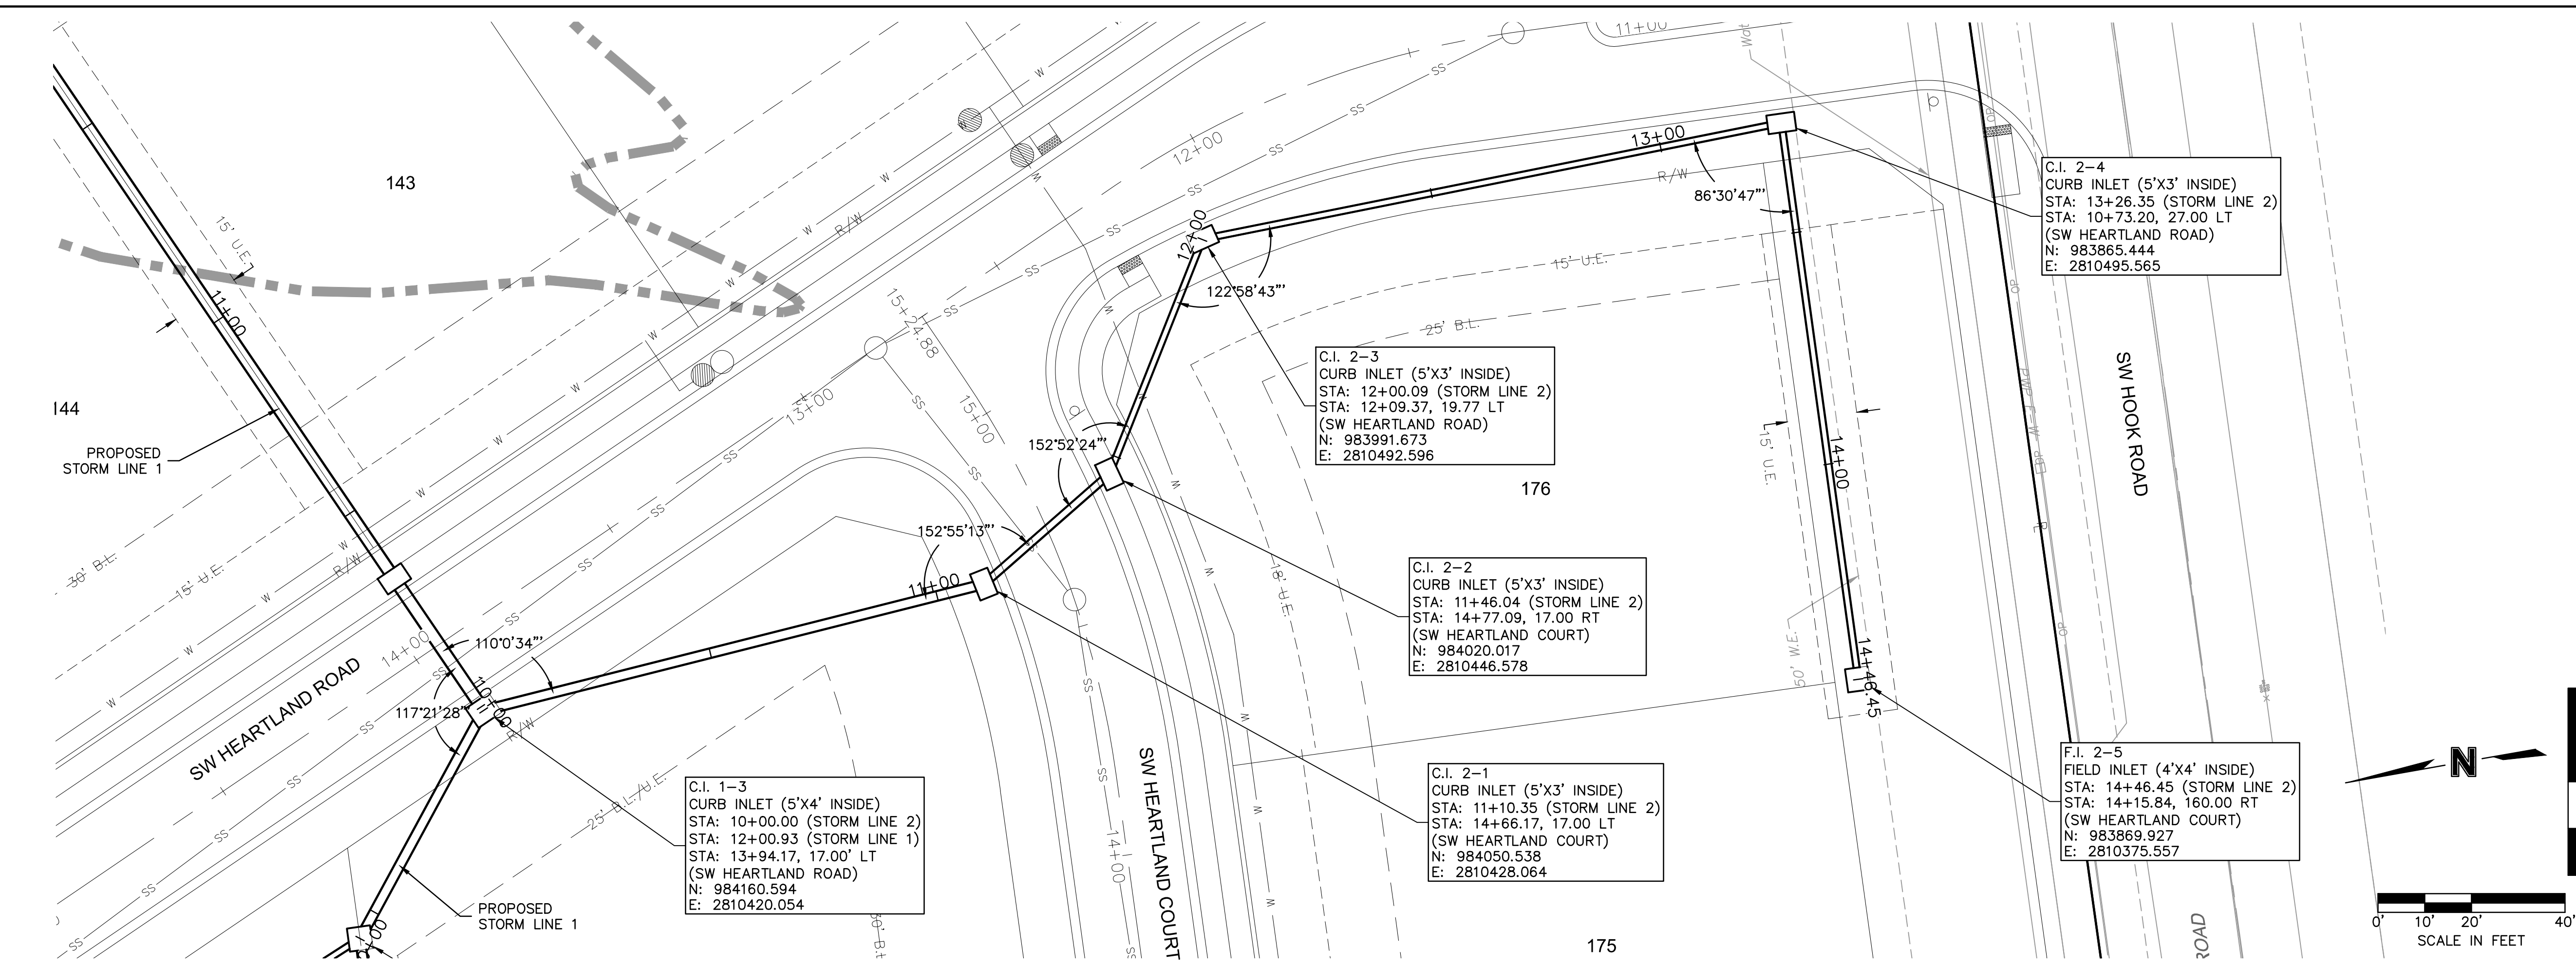 143
144
15' U.E.
11+00
PROPOSED
STORM LINE 1
30' B.L.
15' U.E.
R/W
SW HEARTLAND ROAD
14+00
13+00
12+00
11+00
R/W
15+24.88
15+00
110°0'34"'
117°21'28"
10+00
R/W
11+00
152°55'13"'
152°52'24"'
12+00
122°58'43"'
13+00
86°30'47"'
R/W
15' U.E.
25' B.L.
18' U.E.
15' U.E.
14+00
14+46.45
50' W.E.
25' B.L./U.E.
14+00
SW HEARTLAND COURT
SW HOOK ROAD
176
175
C.I. 2-4
CURB INLET (5'X3' INSIDE)
STA: 13+26.35 (STORM LINE 2)
STA: 10+73.20, 27.00 LT
(SW HEARTLAND ROAD)
N: 983865.444
E: 2810495.565
C.I. 2-3
CURB INLET (5'X3' INSIDE)
STA: 12+00.09 (STORM LINE 2)
STA: 12+09.37, 19.77 LT
(SW HEARTLAND ROAD)
N: 983991.673
E: 2810492.596
C.I. 2-2
CURB INLET (5'X3' INSIDE)
STA: 11+46.04 (STORM LINE 2)
STA: 14+77.09, 17.00 RT
(SW HEARTLAND COURT)
N: 984020.017
E: 2810446.578
C.I. 2-1
CURB INLET (5'X3' INSIDE)
STA: 11+10.35 (STORM LINE 2)
STA: 14+66.17, 17.00 LT
(SW HEARTLAND COURT)
N: 984050.538
E: 2810428.064
C.I. 1-3
CURB INLET (5'X4' INSIDE)
STA: 10+00.00 (STORM LINE 2)
STA: 12+00.93 (STORM LINE 1)
STA: 13+94.17, 17.00' LT
(SW HEARTLAND ROAD)
N: 984160.594
E: 2810420.054
F.I. 2-5
FIELD INLET (4'X4' INSIDE)
STA: 14+46.45 (STORM LINE 2)
STA: 14+15.84, 160.00 RT
(SW HEARTLAND COURT)
N: 983869.927
E: 2810375.557
PROPOSED
STORM LINE 1
N
ROAD
0' 10' 20' 40'
SCALE IN FEET